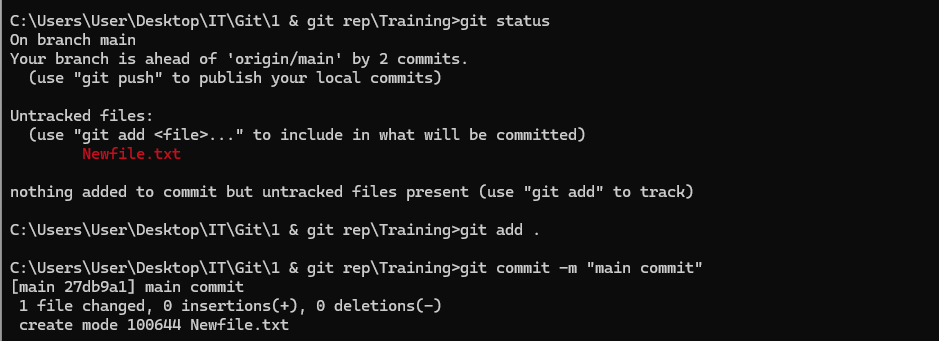 C:\Users\User\Desktop\IT\Git\1 & git rep\Training>git status
On branch main
Your branch is ahead of 'origin/main' by 2 commits.
  (use "git push" to publish your local commits)
Untracked files:
  (use "git add <file>..." to include in what will be committed)
        Newfile.txt
nothing added to commit but untracked files present (use "git add" to track)
C:\Users\User\Desktop\IT\Git\1 & git rep\Training>git add .
C:\Users\User\Desktop\IT\Git\1 & git rep\Training>git commit -m "main commit"
[main 27db9a1] main commit
 1 file changed, 0 insertions(+), 0 deletions(-)
 create mode 100644 Newfile.txt